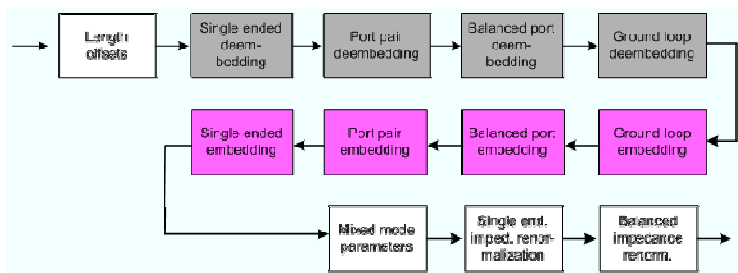 Length
offsets
Single ended
deem-
bedding
Port pair
deembedding
Balanced port
deem-
bedding
Ground loop
deembedding
Single ended
embedding
Port pair
embedding
Balanced port
embedding
Ground loop
embedding
Mixed mode
parameters
Single end.
imped. renor-
malization
Balanced
impedance
renorm.